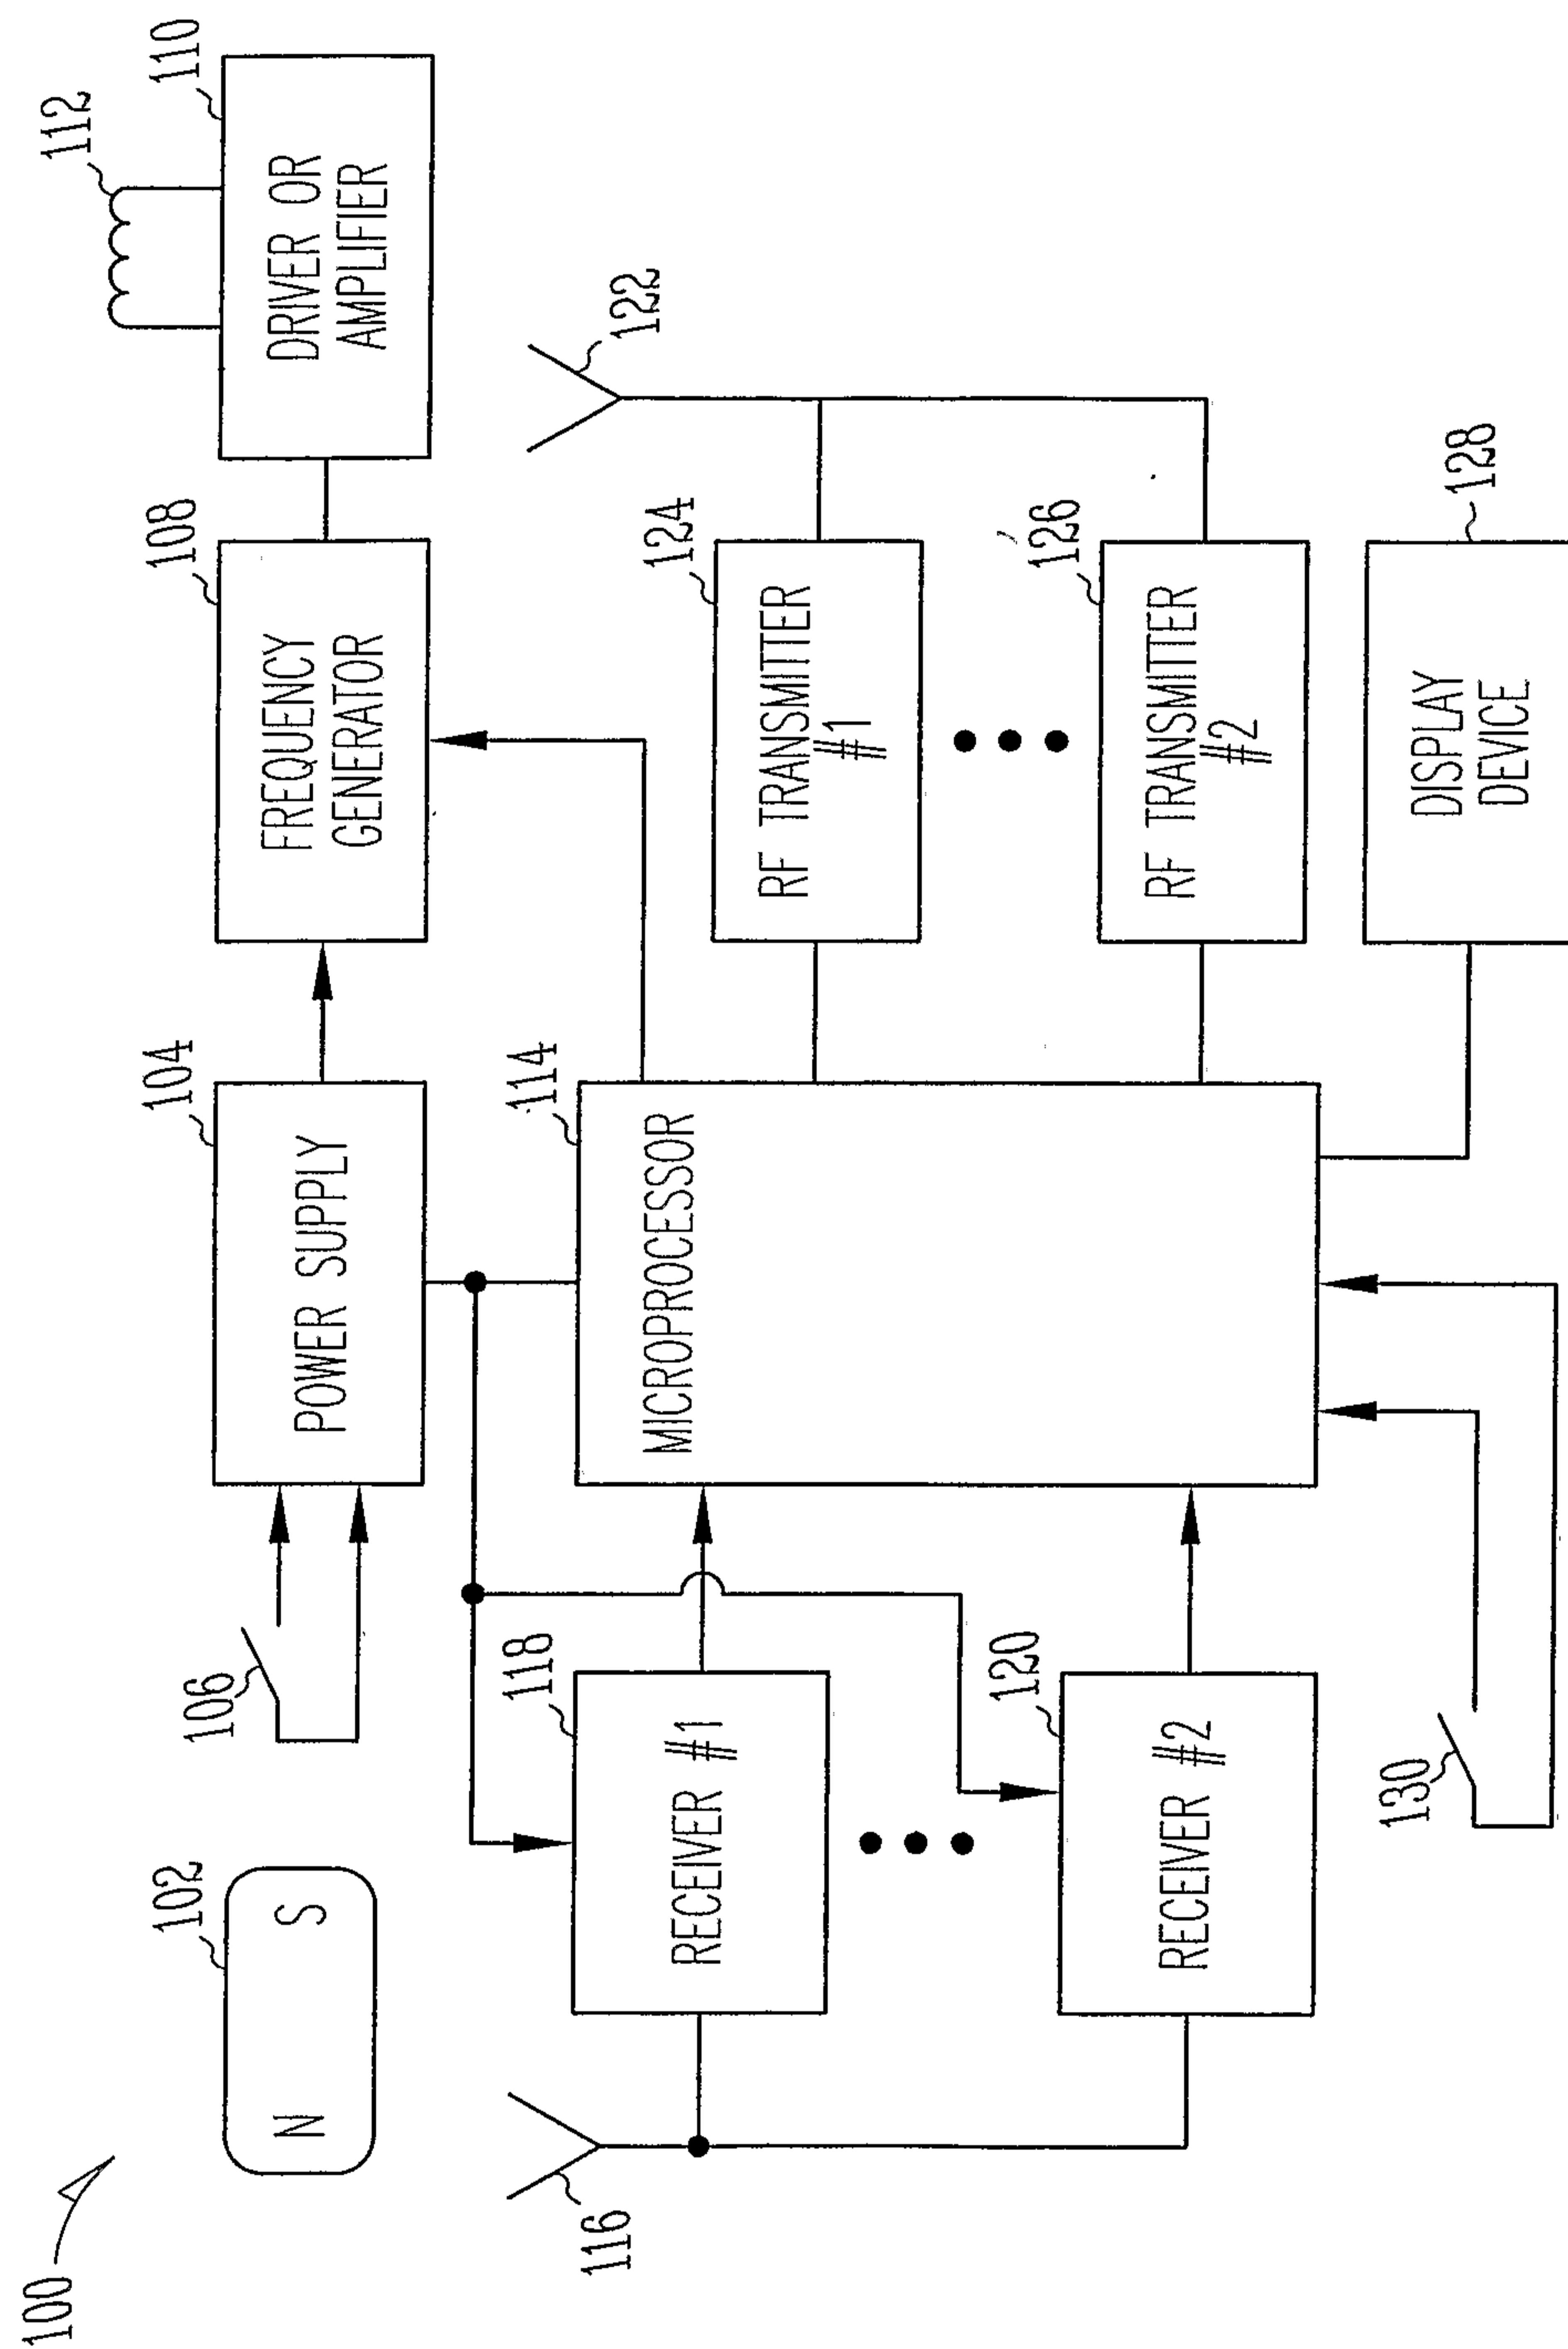 100
102
N S
106
104
POWER SUPPLY
108
FREQUENCY
GENERATOR
110
DRIVER OR
AMPLIFIER
112
116
118
RECEIVER #1
120
RECEIVER #2
114
MICROPROCESSOR
122
124
RF TRANSMITTER
#1
126
RF TRANSMITTER
#2
128
DISPLAY
DEVICE
130